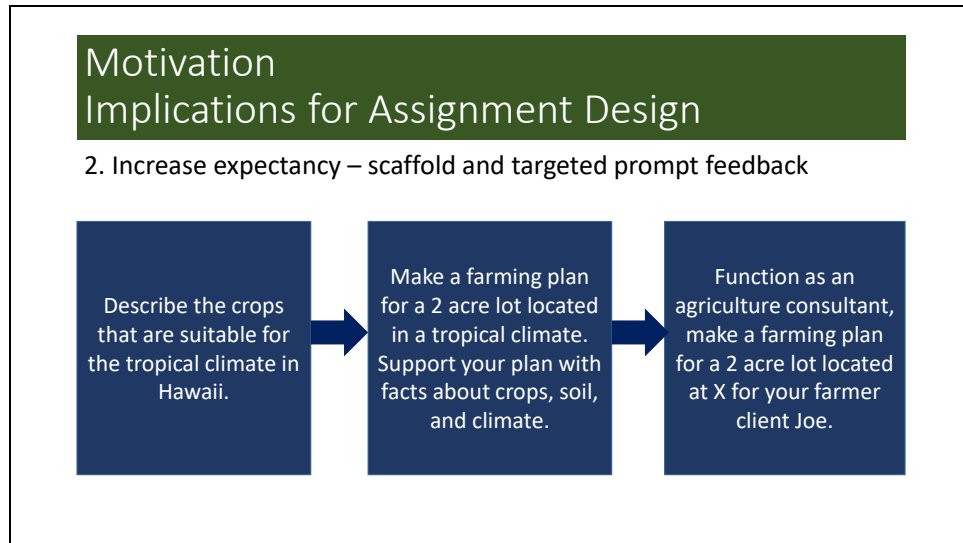 Motivation
Implications for Assignment Design
2. Increase expectancy – scaffold and targeted prompt feedback
Describe the crops
that are suitable for
the tropical climate in
Hawaii.
Make a farming plan
for a 2 acre lot located
in a tropical climate.
Support your plan with
facts about crops, soil,
and climate.
Function as an
agriculture consultant,
make a farming plan
for a 2 acre lot located
at X for your farmer
client Joe.